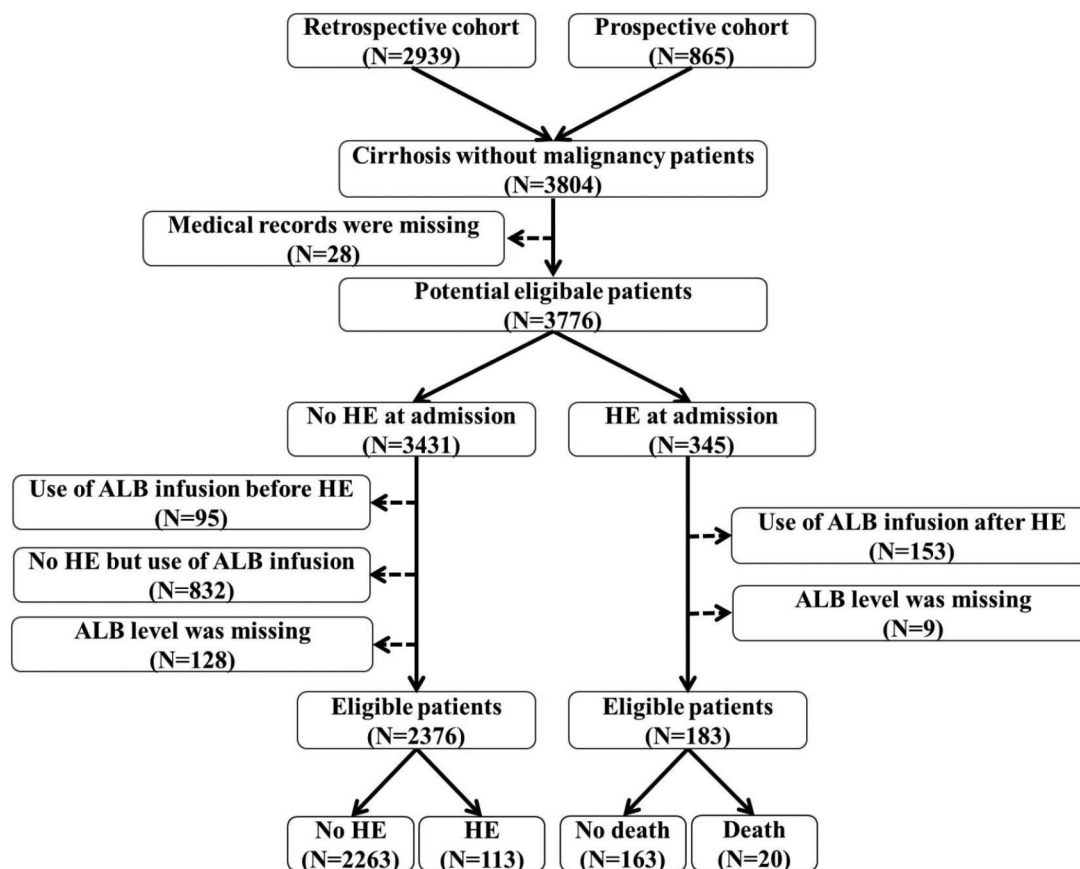 Retrospective cohort
(N=2939)
Prospective cohort
(N=865)
Cirrhosis without malignancy patients
(N=3804)
Medical records were missing
(N=28)
Potential eligibale patients
(N=3776)
No HE at admission
(N=3431)
HE at admission
(N=345)
Use of ALB infusion before HE
(N=95)
No HE but use of ALB infusion
(N=832)
ALB level was missing
(N=128)
Use of ALB infusion after HE
(N=153)
ALB level was missing
(N=9)
Eligible patients
(N=2376)
Eligible patients
(N=183)
No HE
(N=2263)
HE
(N=113)
No death
(N=163)
Death
(N=20)